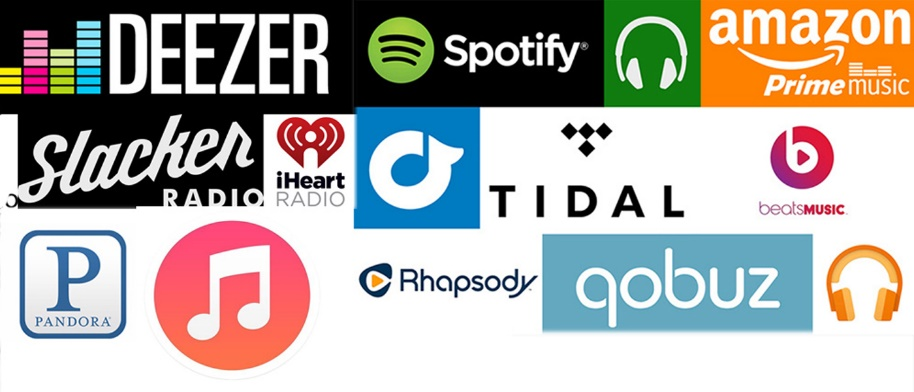 DEEZER
Spotify®
amazon
Prime music
Slacker
RADIO
iHeart
RADIO
TIDAL
b
beatsMUSIC
P
PANDORA
Rhapsody
qobuz